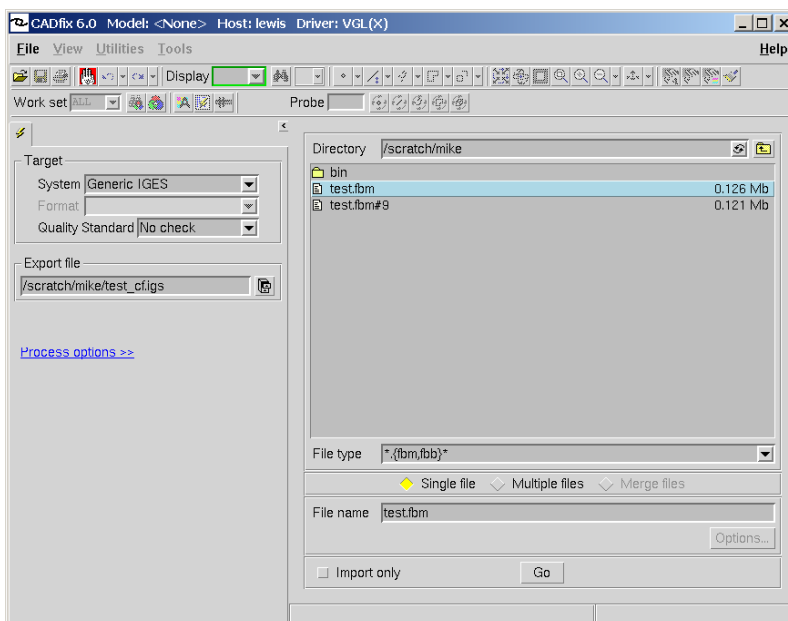 CADfix 6.0 Model: <None> Host: lewis Driver: VGL(X)
File View Utilities Tools Help
Display
Work set ALL Probe
Target
System Generic IGES
Format
Quality Standard No check
Export file
/scratch/mike/test_cf.igs
Process options >>
Directory /scratch/mike
bin
test.fbm 0.126 Mb
test.fbm#9 0.121 Mb
File type *.{fbm,fbb}*
Single file Multiple files Merge files
File name test.fbm
Options...
Import only Go